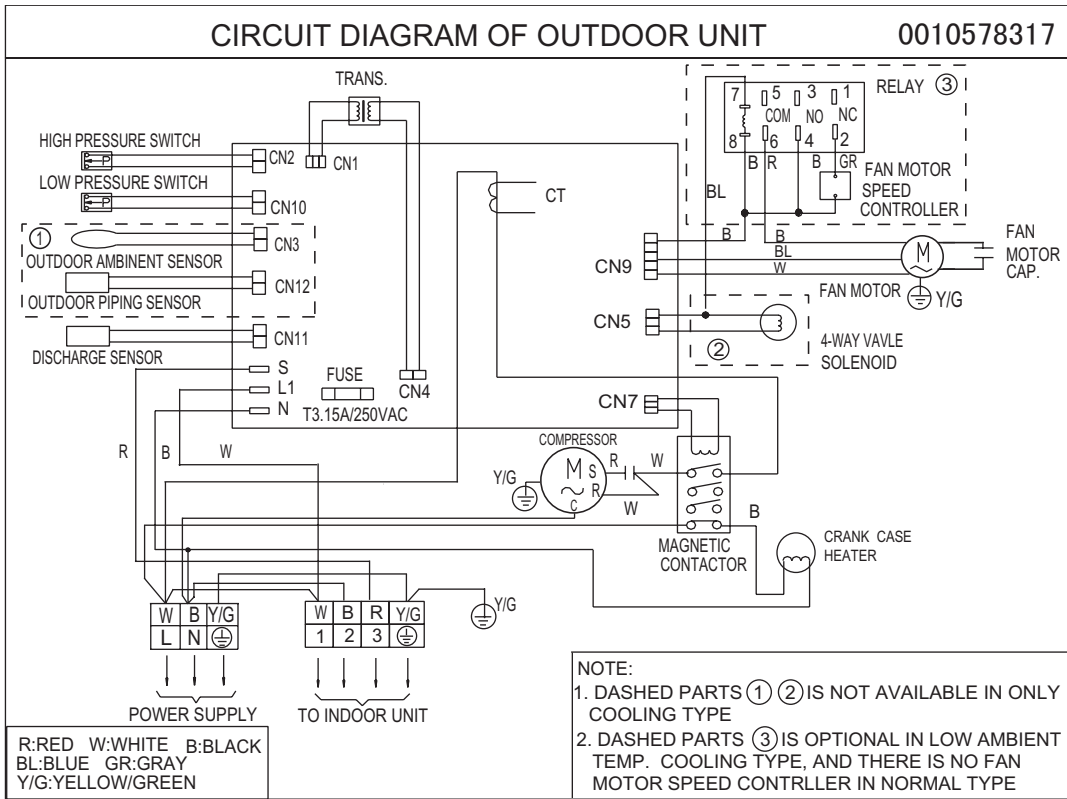 CIRCUIT DIAGRAM OF OUTDOOR UNIT 0010578317
TRANS.
HIGH PRESSURE SWITCH
P
CN2
CN1
LOW PRESSURE SWITCH
P
CN10
1
CN3
OUTDOOR AMBINENT SENSOR
CN12
OUTDOOR PIPING SENSOR
CN11
DISCHARGE SENSOR
S
L1
N
FUSE
T3.15A/250VAC
CN4
CT
7 5 3 1
COM NO NC
8 6 4 2
RELAY 3
B R B GR
BL
FAN MOTOR
SPEED
CONTROLLER
B
B
BL
W
CN9
M
FAN
MOTOR
CAP.
FAN MOTOR
Y/G
CN5
2
4-WAY VAVLE
SOLENOID
CN7
R B W
COMPRESSOR
Y/G
M S
R
C
R W
W
MAGNETIC
CONTACTOR
B
CRANK CASE
HEATER
W B Y/G
L N
W B R Y/G
1 2 3
Y/G
POWER SUPPLY
TO INDOOR UNIT
R:RED W:WHITE B:BLACK
BL:BLUE GR:GRAY
Y/G:YELLOW/GREEN
NOTE:
1. DASHED PARTS 1 2 IS NOT AVAILABLE IN ONLY
COOLING TYPE
2. DASHED PARTS 3 IS OPTIONAL IN LOW AMBIENT
TEMP. COOLING TYPE, AND THERE IS NO FAN
MOTOR SPEED CONTRLLER IN NORMAL TYPE